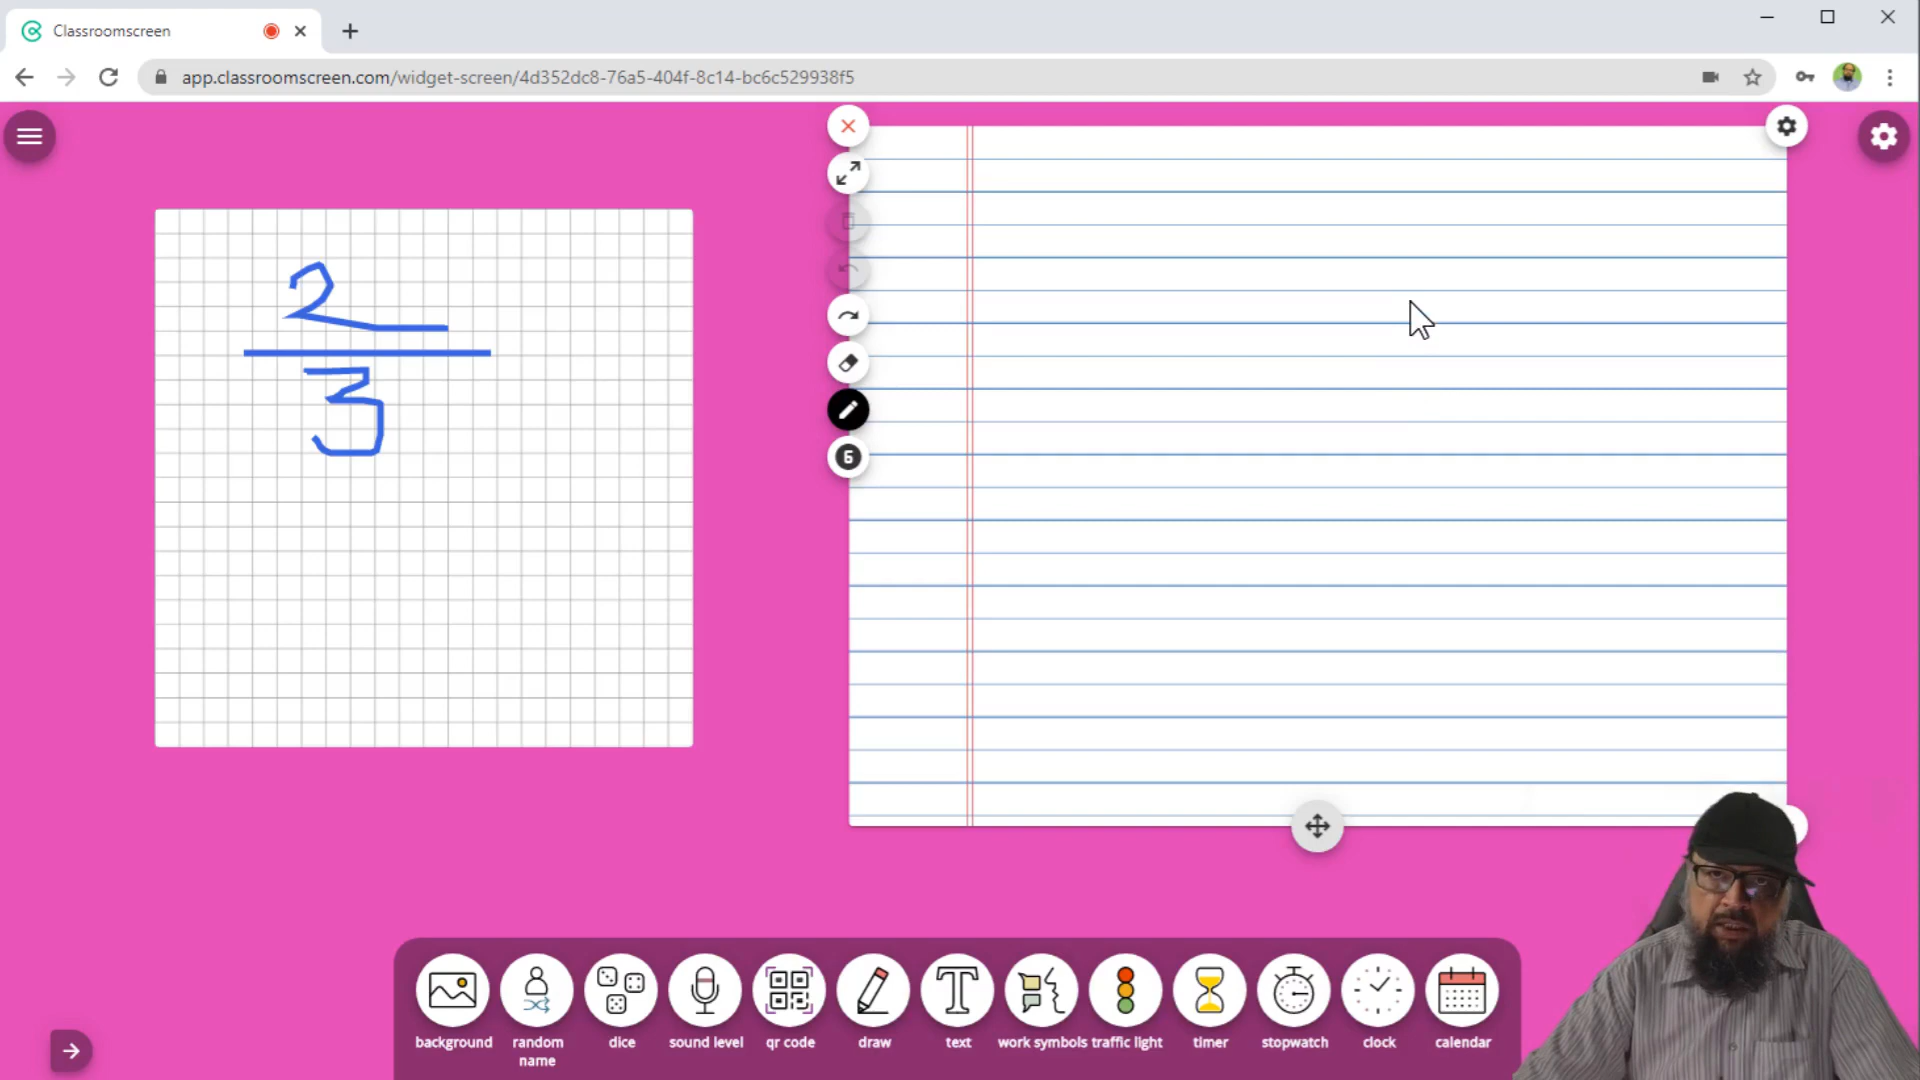 Classroomscreen
app.classroomscreen.com/widget-screen/4d352dc8-76a5-404f-8c14-bc6c529938f5
2
3
6
background
random name
dice
sound level
qr code
draw
text
work symbols
traffic light
timer
stopwatch
clock
calendar